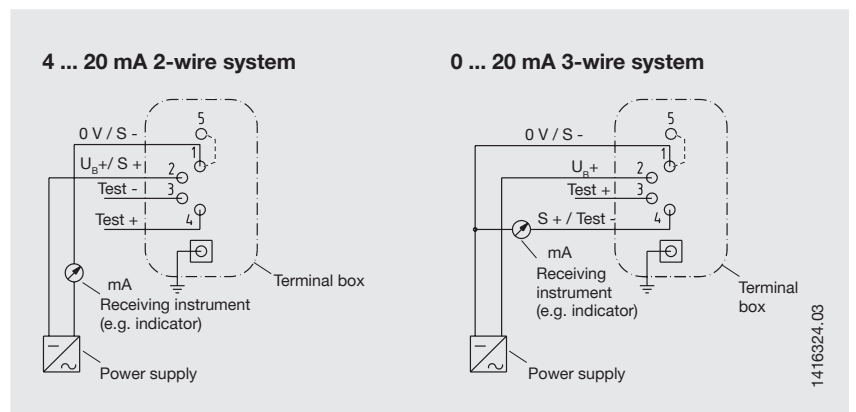 4 ... 20 mA 2-wire system
5
0 V / S -
1
U_B+/ S +
2
Test -
3
Test +
4
mA
Receiving instrument
(e.g. indicator)
Terminal box
Power supply
0 ... 20 mA 3-wire system
5
0 V / S -
1
U_B+
2
Test +
3
S + / Test -
4
mA
Receiving
instrument
(e.g. indicator)
Terminal
box
Power supply
1416324.03